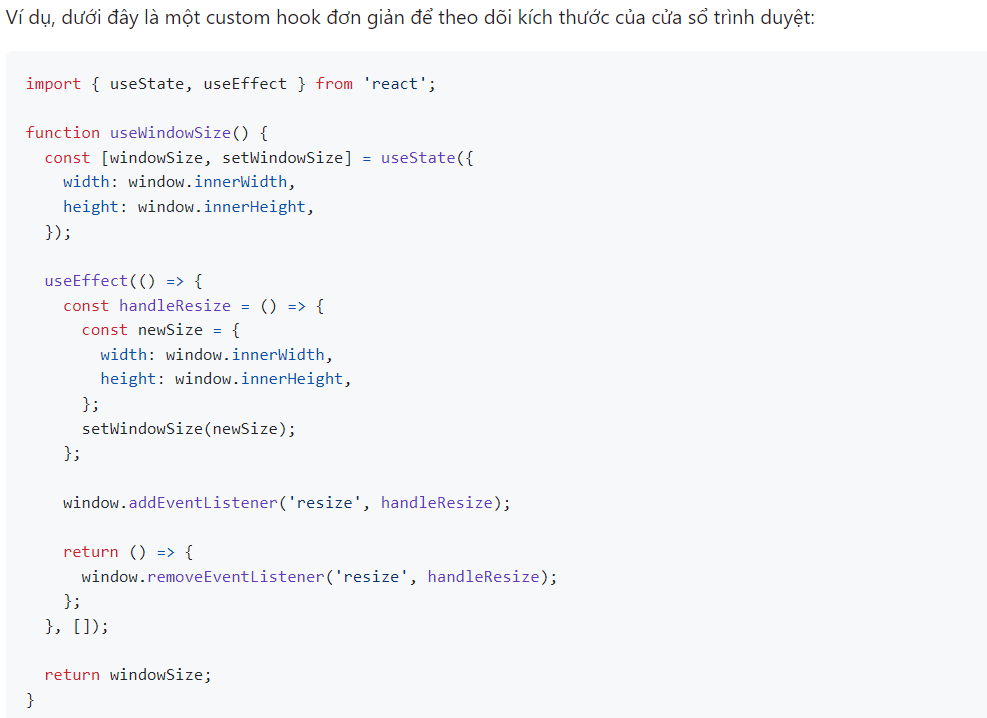 Ví dụ, dưới đây là một custom hook đơn giản để theo dõi kích thước của cửa sổ trình duyệt:
import { useState, useEffect } from 'react';
function useWindowSize() {
  const [windowSize, setWindowSize] = useState({
    width: window.innerWidth,
    height: window.innerHeight,
  });
  useEffect(() => {
    const handleResize = () => {
      const newSize = {
        width: window.innerWidth,
        height: window.innerHeight,
      };
      setWindowSize(newSize);
    };
    window.addEventListener('resize', handleResize);
    return () => {
      window.removeEventListener('resize', handleResize);
    };
  }, []);
  return windowSize;
}